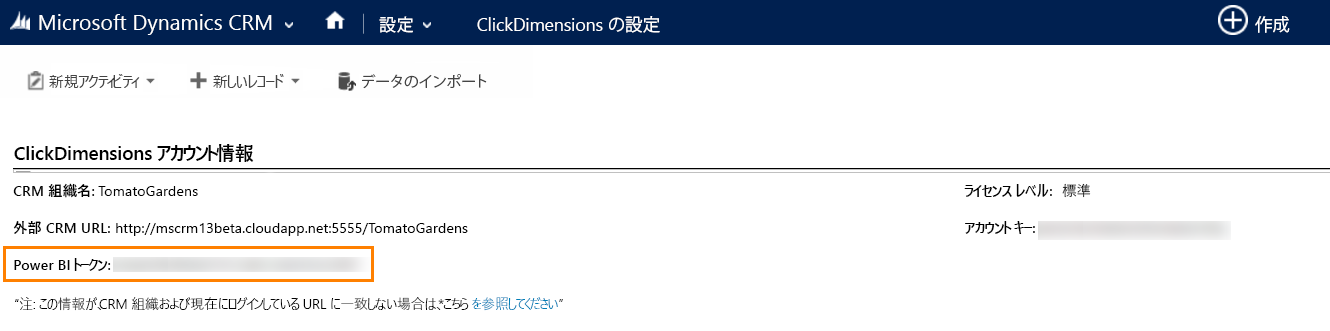 Microsoft Dynamics CRM 設定 ClickDimensions の設定 作成
新規アクテビティ 新しいレコード データのインポート
ClickDimensions アカウント情報
CRM 組織名: TomatoGardens ライセンス レベル: 標準
外部 CRM URL: http://mscrm13beta.cloudapp.net:5555/TomatoGardens アカウント キー:
Power BI トークン:
"注: この情報が、CRM 組織および現在にログインしている URL に一致しない場合は、*こちら を参照してください"